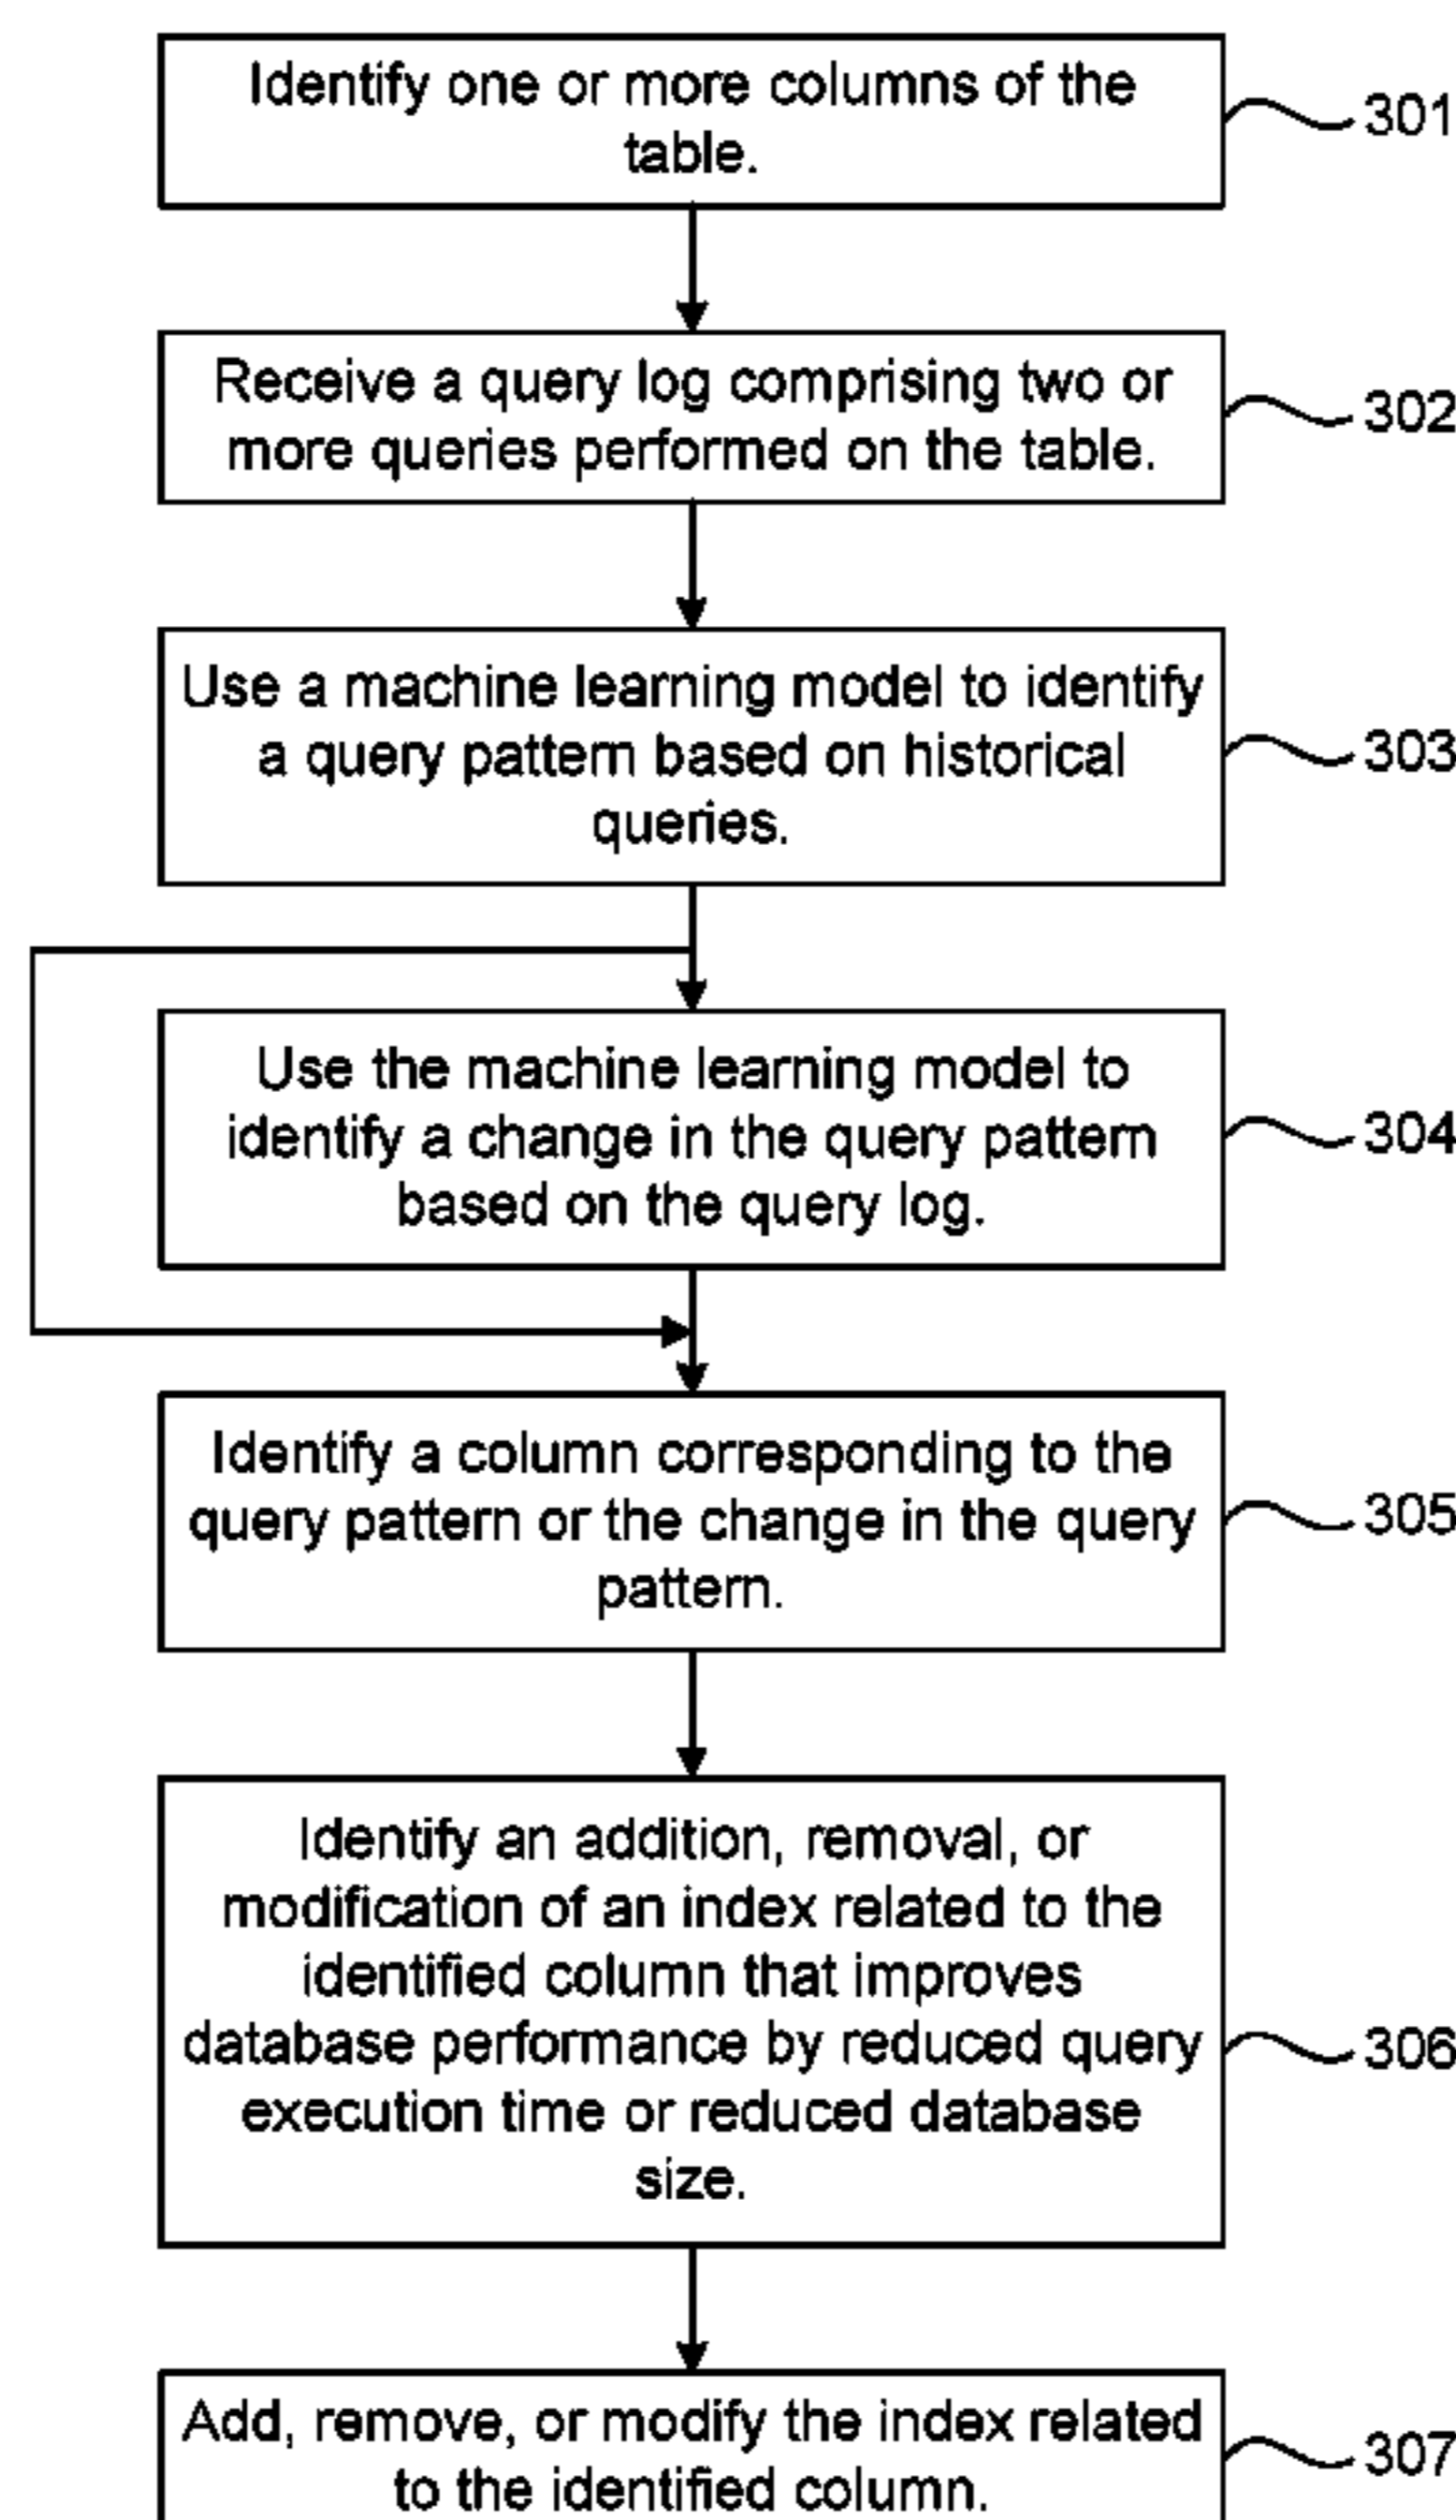 Identify one or more columns of the
table.
301
Receive a query log comprising two or
more queries performed on the table.
302
Use a machine learning model to identify
a query pattern based on historical
queries.
303
Use the machine learning model to
identify a change in the query pattern
based on the query log.
304
Identify a column corresponding to the
query pattern or the change in the query
pattern.
305
Identify an addition, removal, or
modification of an index related to the
identified column that improves
database performance by reduced query
execution time or reduced database
size.
306
Add, remove, or modify the index related
to the identified column.
307